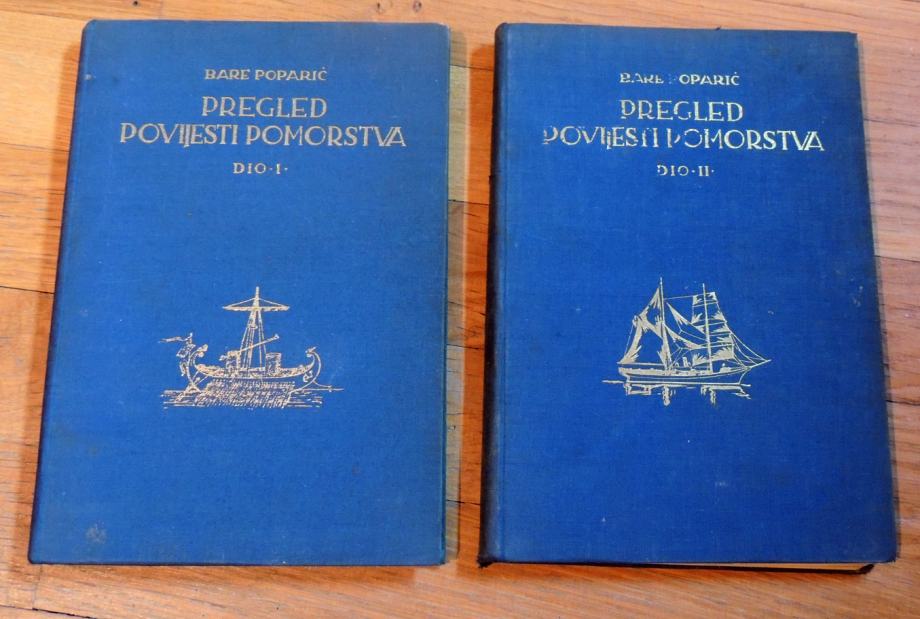 BARE POPARIĆ
PREGLED
POVIJESTI POMORSTVA
DIO·I·
BARE POPARIĆ
PREGLED
POVIJESTI POMORSTVA
DIO·II·